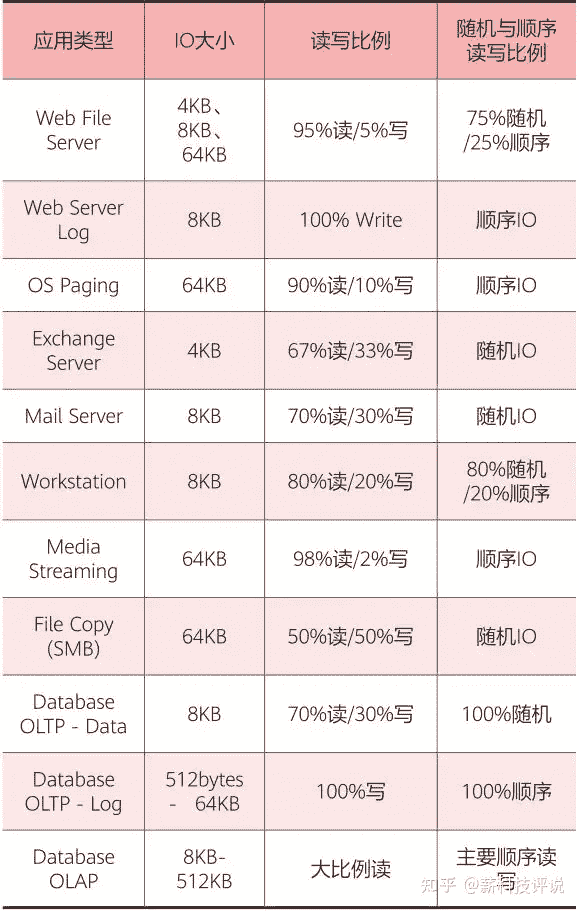 应用类型
IO大小
读写比例
随机与顺序
读写比例
Web File
Server
4KB、
8KB、
64KB
95%读/5%写
75%随机
/25%顺序
Web Server
Log
8KB
100% Write
顺序IO
OS Paging
64KB
90%读/10%写
顺序IO
Exchange
Server
4KB
67%读/33%写
随机IO
Mail Server
8KB
70%读/30%写
随机IO
Workstation
8KB
80%读/20%写
80%随机
/20%顺序
Media
Streaming
64KB
98%读/2%写
顺序IO
File Copy
(SMB)
64KB
50%读/50%写
随机IO
Database
OLTP - Data
8KB
70%读/30%写
100%随机
Database
OLTP - Log
512bytes
- 64KB
100%写
100%顺序
Database
OLAP
8KB-
512KB
大比例读
主要顺序读
写
知乎 @薪科技评说